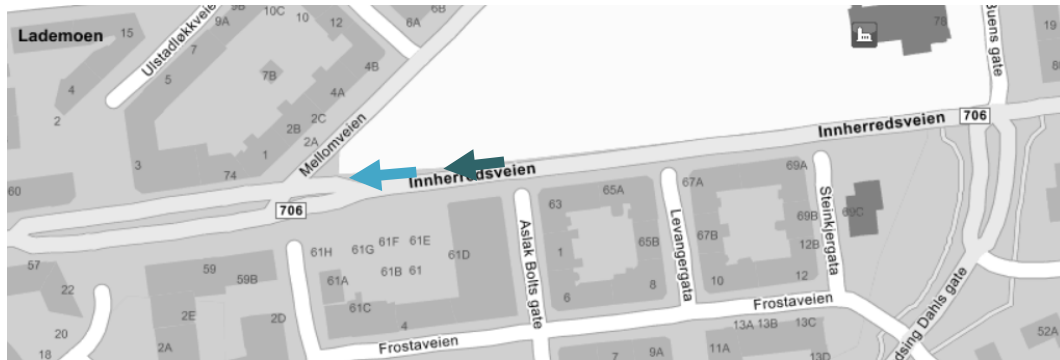 9B
10C
10
12
6B
6A
9A
15
Lademoen
7
Ulstadløkkveien
5
7B
4B
4A
4
2C
2
2B
2A
1
Mellomveien
3
74
60
706
78
Buens gate
19
706
Innherredsveien
Innherredsveien
63
65A
67A
69A
69B
69C
1
65B
67B
12B
6
8
10
12
Aslak Bolts gate
Levangergata
Steinkjergata
61H
61G
61F
61E
61D
61A
61B
61
61C
4
57
59
59B
22
2E
2D
20
2A
18
Frostaveien
Frostaveien
7
9A
11A
13A
13B
13C
13D
52A